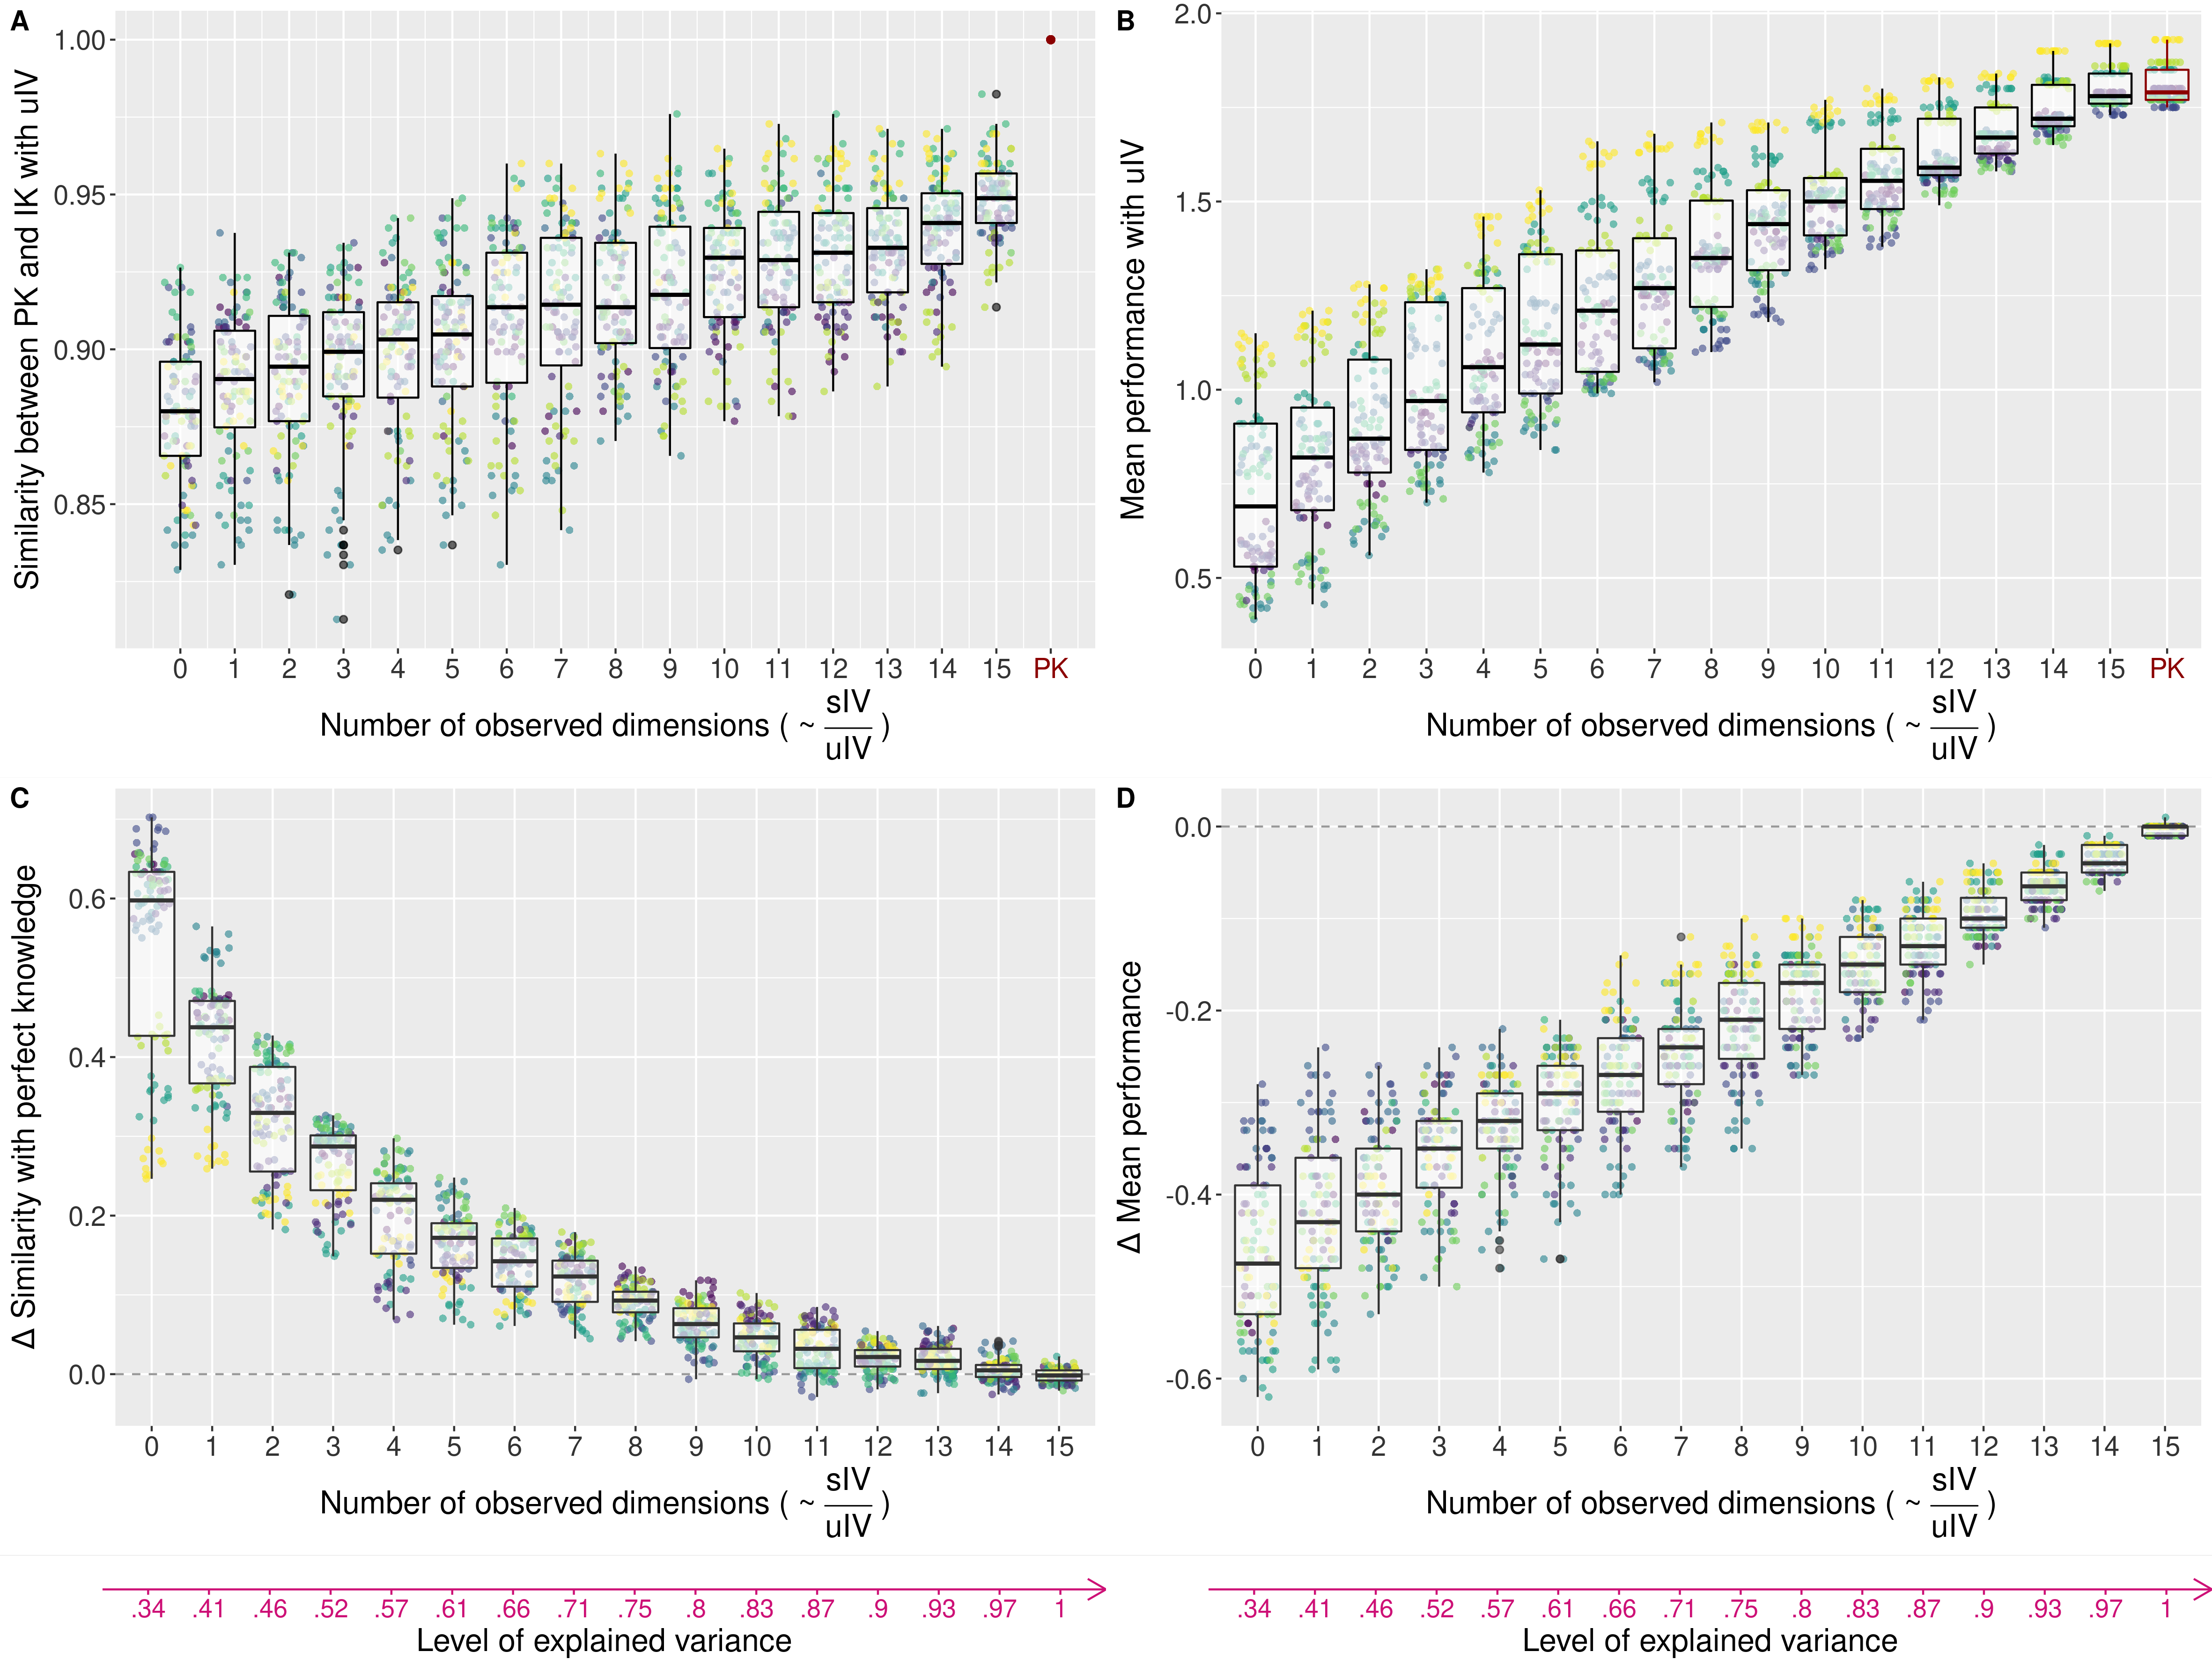 A
Similarity between PK and IK with uIV
1.00
0.95
0.90
0.85
0 1 2 3 4 5 6 7 8 9 10 11 12 13 14 15 PK
Number of observed dimensions ( ~ sIV
uIV )
B
Mean performance with uIV
2.0
1.5
1.0
0.5
0 1 2 3 4 5 6 7 8 9 10 11 12 13 14 15 PK
Number of observed dimensions ( ~ sIV
uIV )
C
Δ Similarity with perfect knowledge
0.6
0.4
0.2
0.0
0 1 2 3 4 5 6 7 8 9 10 11 12 13 14 15
Number of observed dimensions ( ~ sIV
uIV )
D
Δ Mean performance
0.0
-0.2
-0.4
-0.6
0 1 2 3 4 5 6 7 8 9 10 11 12 13 14 15
Number of observed dimensions ( ~ sIV
uIV )
.34 .41 .46 .52 .57 .61 .66 .71 .75 .8 .83 .87 .9 .93 .97 1
Level of explained variance
.34 .41 .46 .52 .57 .61 .66 .71 .75 .8 .83 .87 .9 .93 .97 1
Level of explained variance